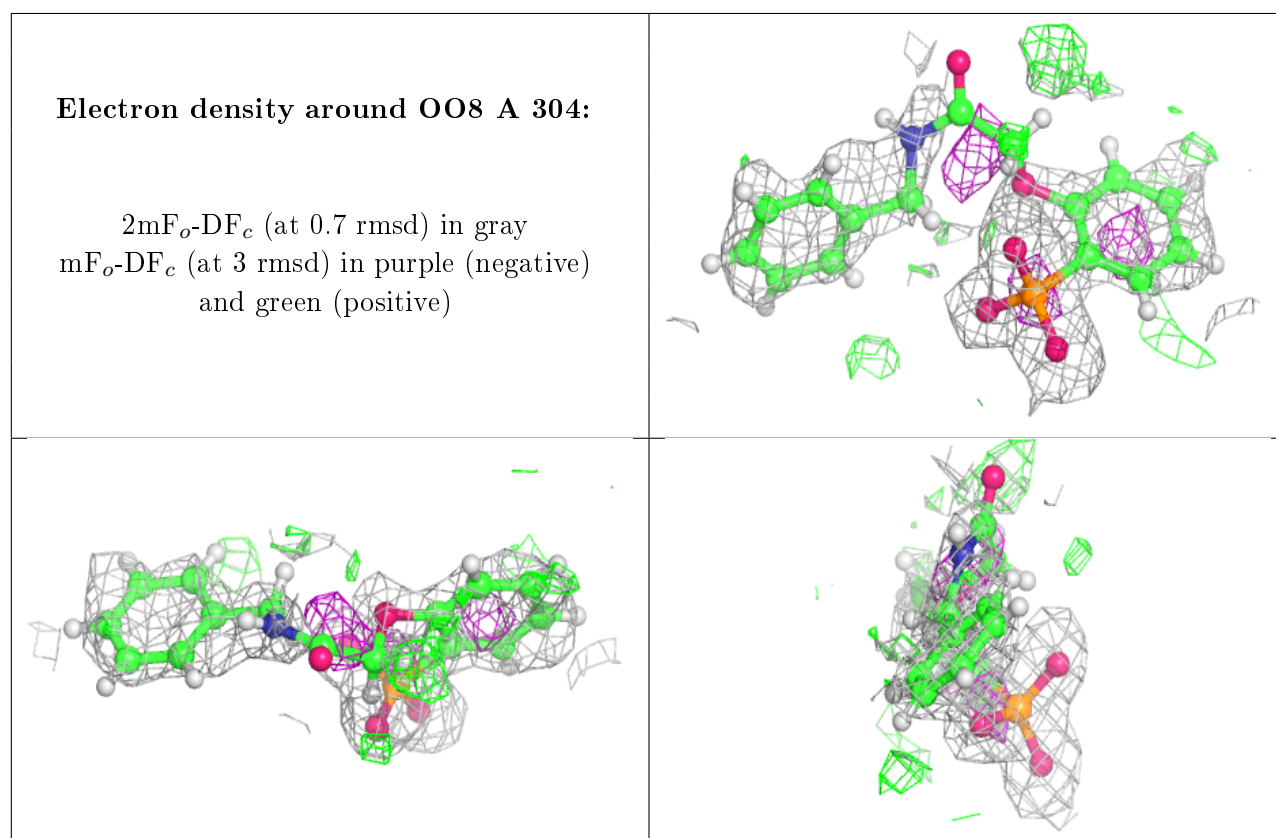 Electron density around OO8 A 304:
2mFo-DFc (at 0.7 rmsd) in gray
mFo-DFc (at 3 rmsd) in purple (negative)
and green (positive)